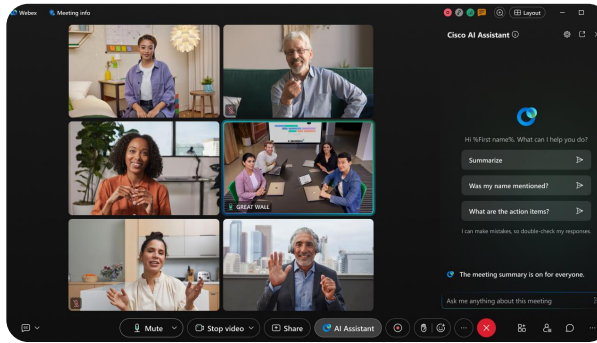 Webex
Meeting info
Layout
Cisco AI Assistant
Hi %First name%. What can I help you do?
Summarize
Was my name mentioned?
What are the action items?
I can make mistakes, so double-check my responses.
GREAT WALL
The meeting summary is on for everyone.
Ask me anything about this meeting
Mute
Stop video
Share
AI Assistant